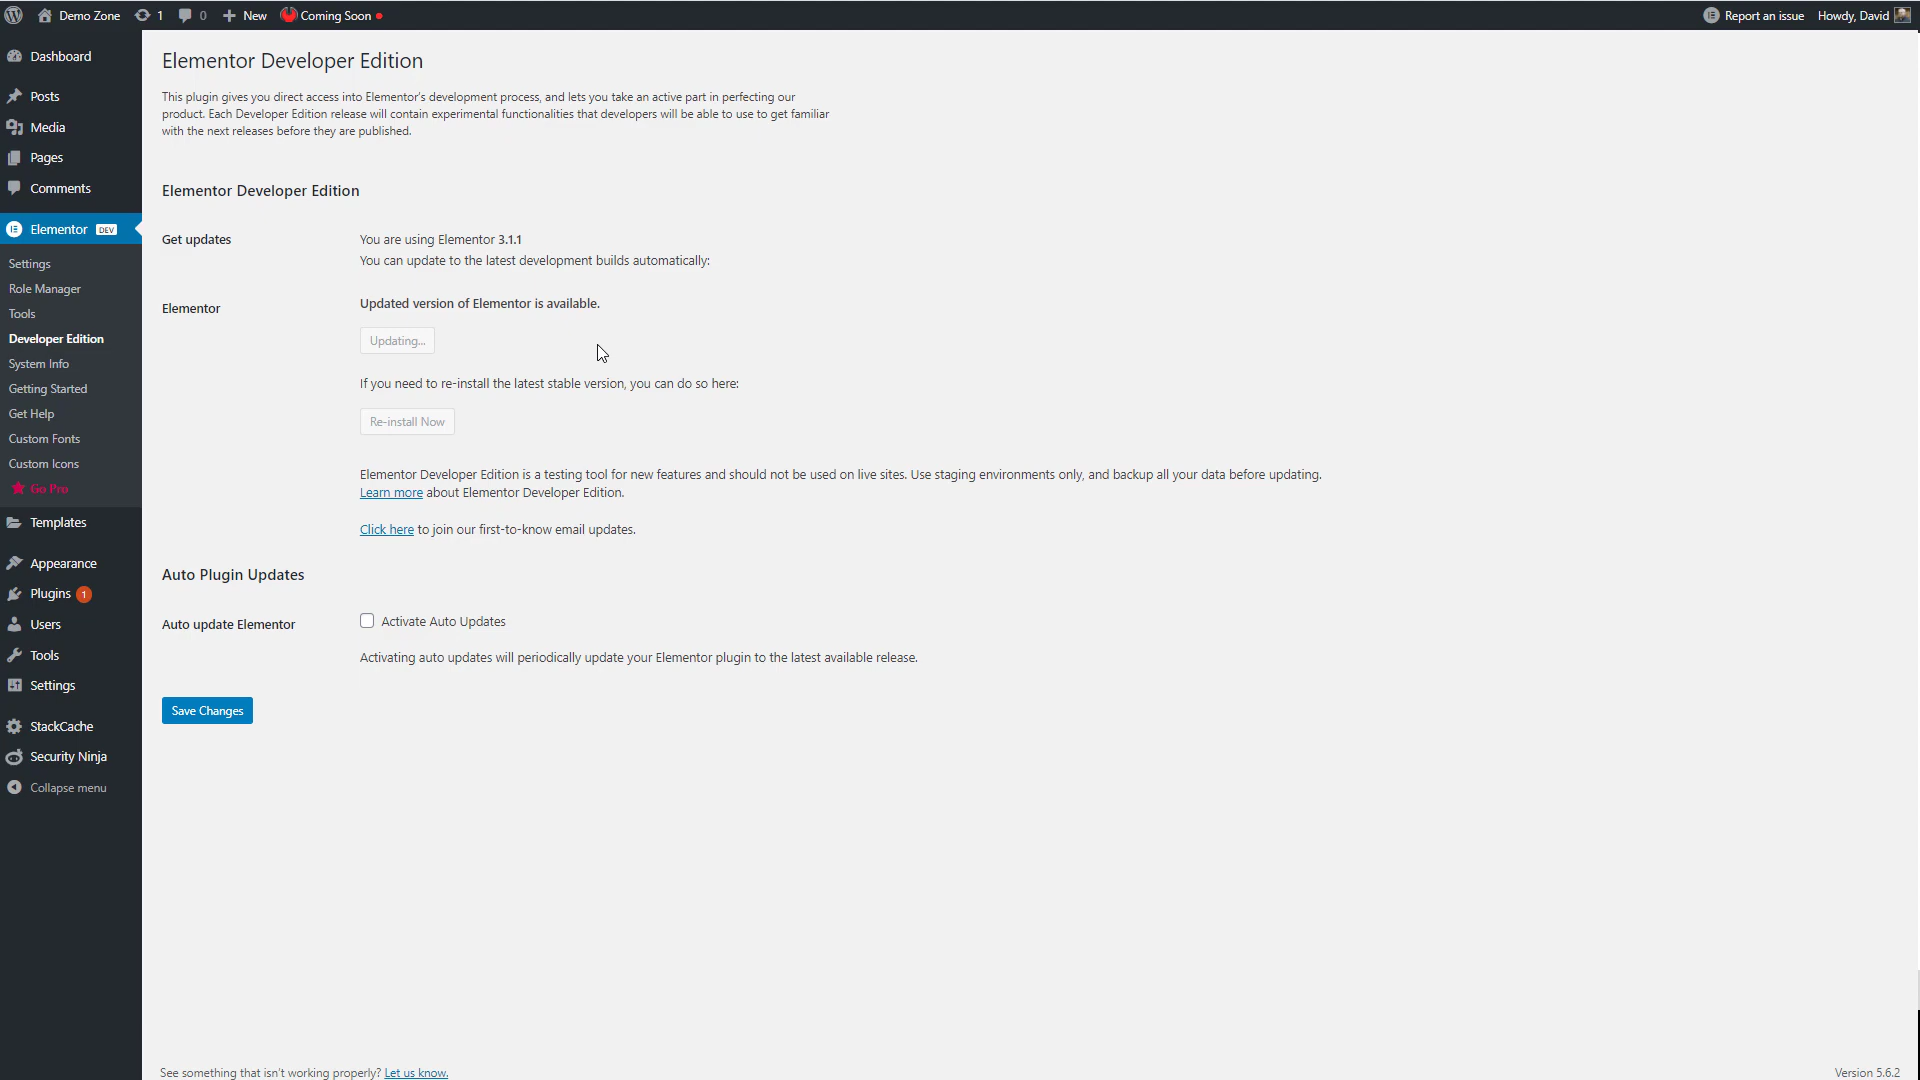 Demo Zone 1 0 New Coming Soon Report an issue Howdy, David
Dashboard
Posts
Media
Pages
Comments
Elementor DEV
Settings
Role Manager
Tools
Developer Edition
System Info
Getting Started
Get Help
Custom Fonts
Custom Icons
Go Pro
Templates
Appearance
Plugins 1
Users
Tools
Settings
StackCache
Security Ninja
Collapse menu
Elementor Developer Edition
This plugin gives you direct access into Elementor's development process, and lets you take an active part in perfecting our
product. Each Developer Edition release will contain experimental functionalities that developers will be able to use to get familiar
with the next releases before they are published.
Elementor Developer Edition
Get updates
You are using Elementor 3.1.1
You can update to the latest development builds automatically:
Elementor
Updated version of Elementor is available.
Updating...
If you need to re-install the latest stable version, you can do so here:
Re-install Now
Elementor Developer Edition is a testing tool for new features and should not be used on live sites. Use staging environments only, and backup all your data before updating.
Learn more about Elementor Developer Edition.
Click here to join our first-to-know email updates.
Auto Plugin Updates
Auto update Elementor
Activate Auto Updates
Activating auto updates will periodically update your Elementor plugin to the latest available release.
Save Changes
See something that isn't working properly? Let us know.
Version 5.6.2